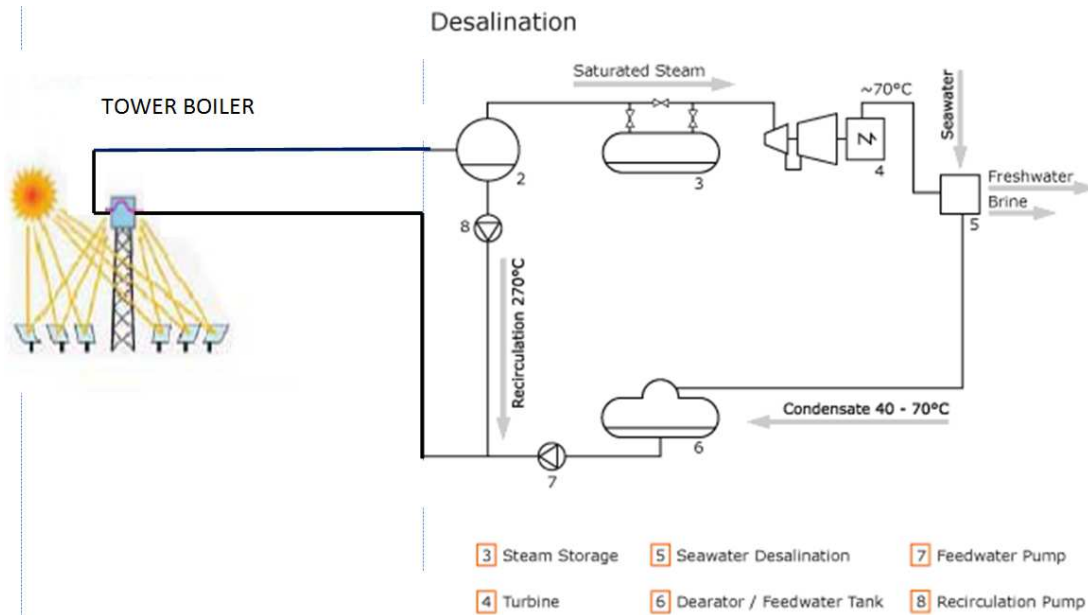 Desalination
TOWER BOILER
Saturated Steam
~70°C
Seawater
2
3
4
Freshwater
Brine
5
8
Recirculation 270°C
Condensate 40 - 70°C
6
7
3 Steam Storage
5 Seawater Desalination
7 Feedwater Pump
4 Turbine
6 Dearator / Feedwater Tank
8 Recirculation Pump